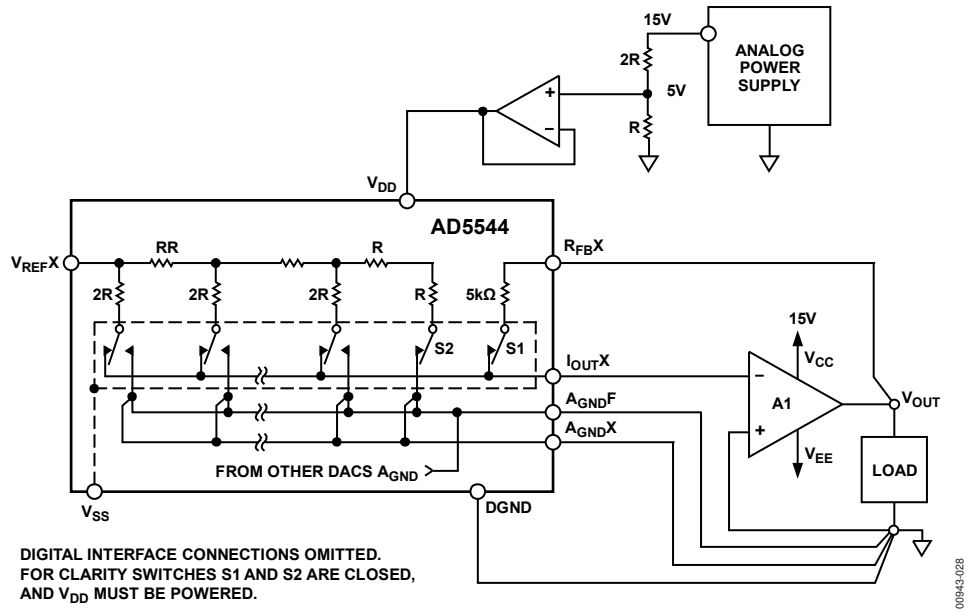 15V
ANALOG
POWER
SUPPLY
2R
5V
+
−
R
VDD
AD5544
VREFX
RR
R
RFBX
2R
2R
2R
R
5kΩ
S2
S1
15V
VCC
IOUTX
−
A1
VOUT
AGNDF
+
AGNDX
VEE
LOAD
FROM OTHER DACS AGND
VSS
DGND
DIGITAL INTERFACE CONNECTIONS OMITTED.
FOR CLARITY SWITCHES S1 AND S2 ARE CLOSED,
AND VDD MUST BE POWERED.
00943-028